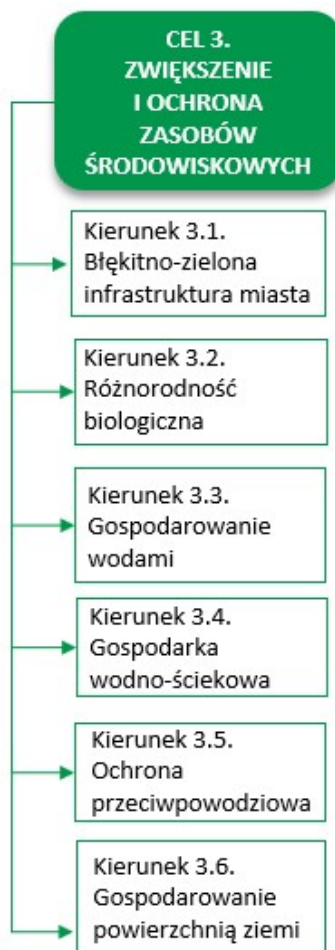 CEL 3.
ZWIĘKSZENIE
I OCHRONA
ZASOBÓW
ŚRODOWISKOWYCH
Kierunek 3.1.
Błękitno-zielona
infrastruktura miasta
Kierunek 3.2.
Różnorodność
biologiczna
Kierunek 3.3.
Gospodarowanie
wodami
Kierunek 3.4.
Gospodarka
wodno-ściekowa
Kierunek 3.5.
Ochrona
przeciwpowodziowa
Kierunek 3.6.
Gospodarowanie
powierzchnią ziemi